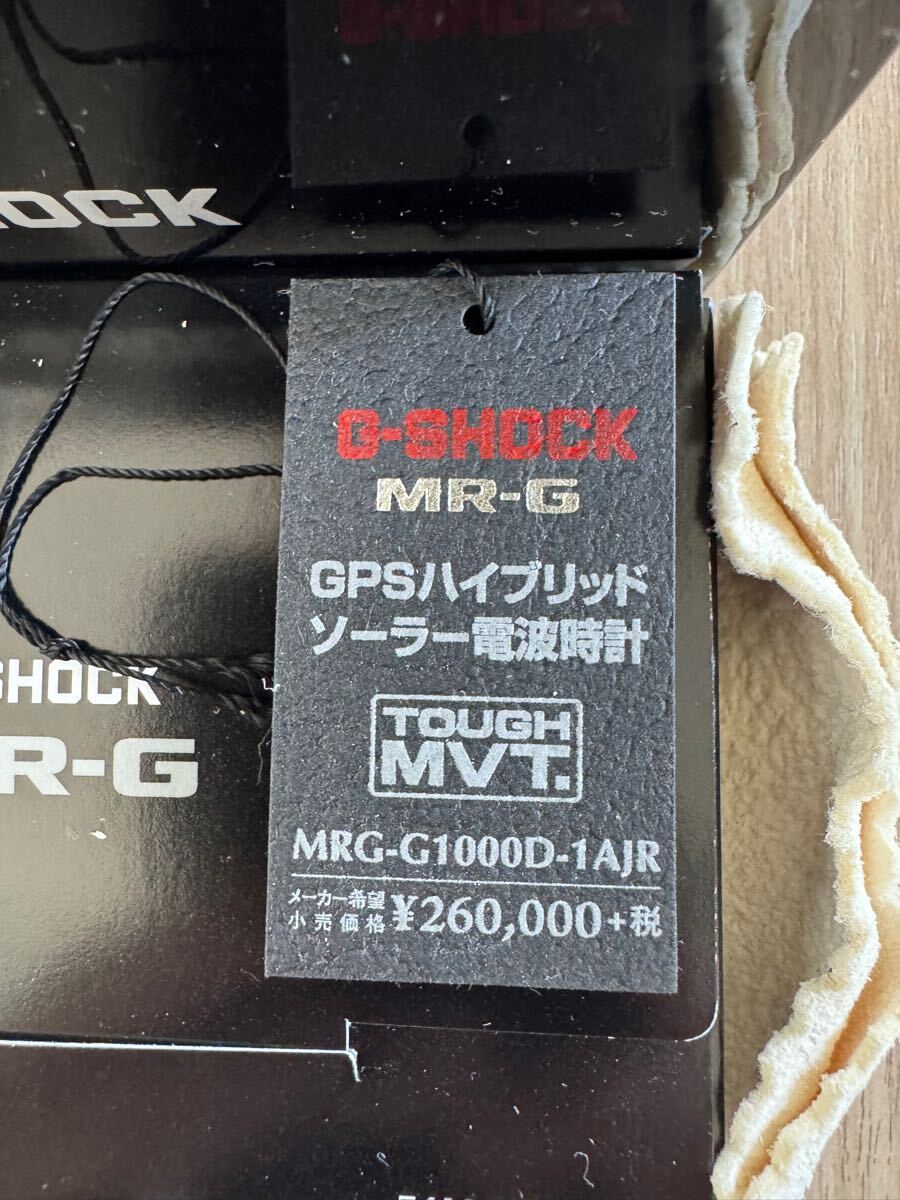 HOCK
G-SHOCK
MR-G
GPSハイブリッド
ソーラー電波時計
TOUGH
MVT.
MRG-G1000D-1AJR
メーカー希望
小売価格 ¥260,000+税
SHOCK
R-G